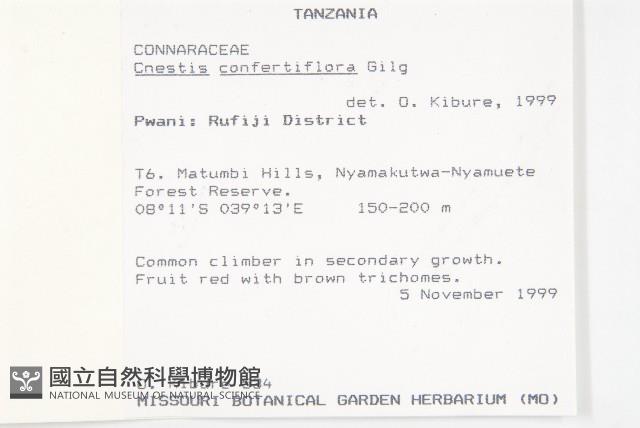 TANZANIA
CONNARACEAE
Cnestis confertiflora Gilg
det. O. Kibure, 1999
Pwani: Rufiji District
T6. Matumbi Hills, Nyamakutwa-Nyamuete
Forest Reserve.
08°11'S 039°13'E 150-200 m
Common climber in secondary growth.
Fruit red with brown trichomes.
5 November 1999
O. Kibure
國立自然科學博物館
NATIONAL MUSEUM OF NATURAL SCIENCE
MISSOURI BOTANICAL GARDEN HERBARIUM (MO)